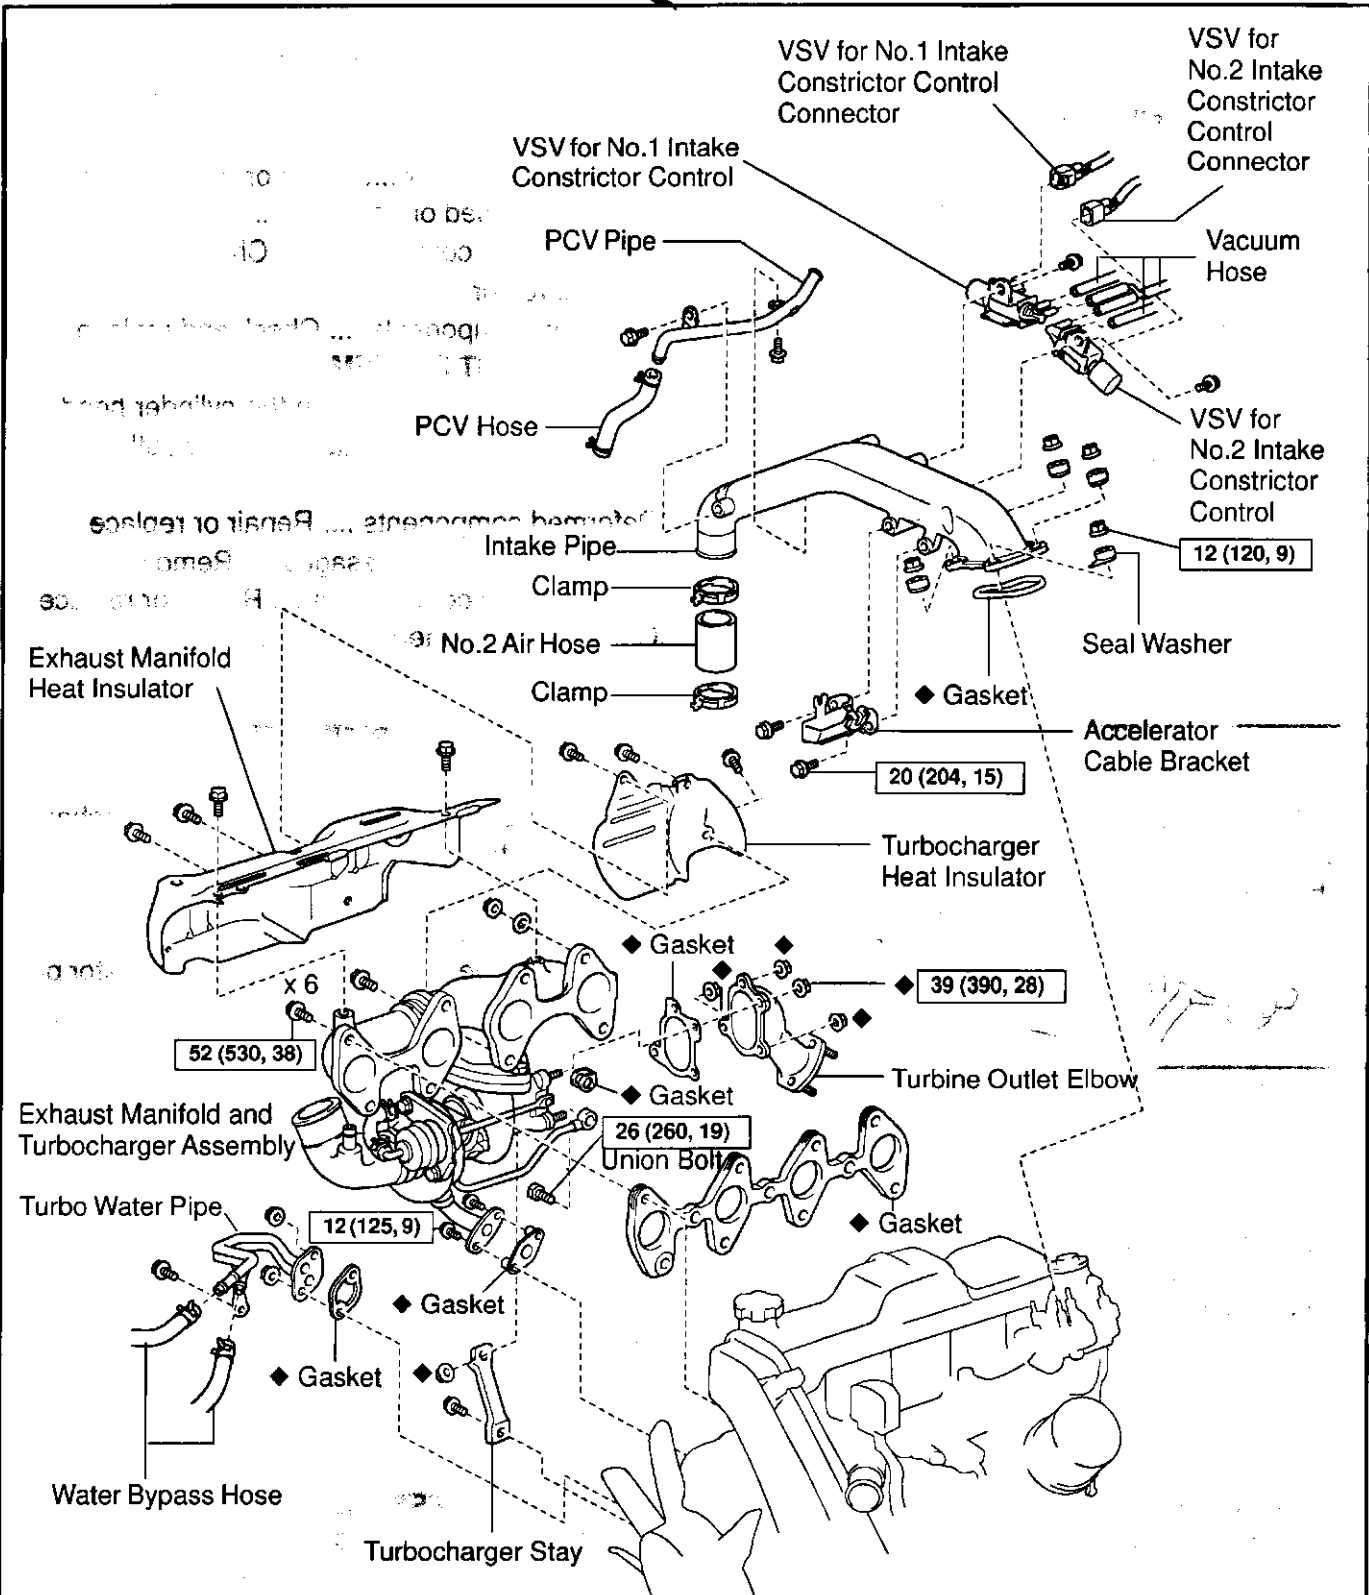 VSV for No.1 Intake
Constrictor Control
Connector
VSV for
No.2 Intake
Constrictor
Control
Connector
VSV for No.1 Intake
Constrictor Control
PCV Pipe
Vacuum
Hose
PCV Hose
VSV for
No.2 Intake
Constrictor
Control
Intake Pipe
12 (120, 9)
Clamp
No.2 Air Hose
Seal Washer
Exhaust Manifold
Heat Insulator
Clamp
◆ Gasket
Accelerator
Cable Bracket
20 (204, 15)
Turbocharger
Heat Insulator
◆ Gasket
◆
◆
◆ 39 (390, 28)
x 6
◆
52 (530, 38)
Turbine Outlet Elbow
◆ Gasket
Exhaust Manifold and
Turbocharger Assembly
26 (260, 19)
Union Bolt
Turbo Water Pipe
12 (125, 9)
◆ Gasket
◆ Gasket
◆ Gasket
◆
Water Bypass Hose
Turbocharger Stay